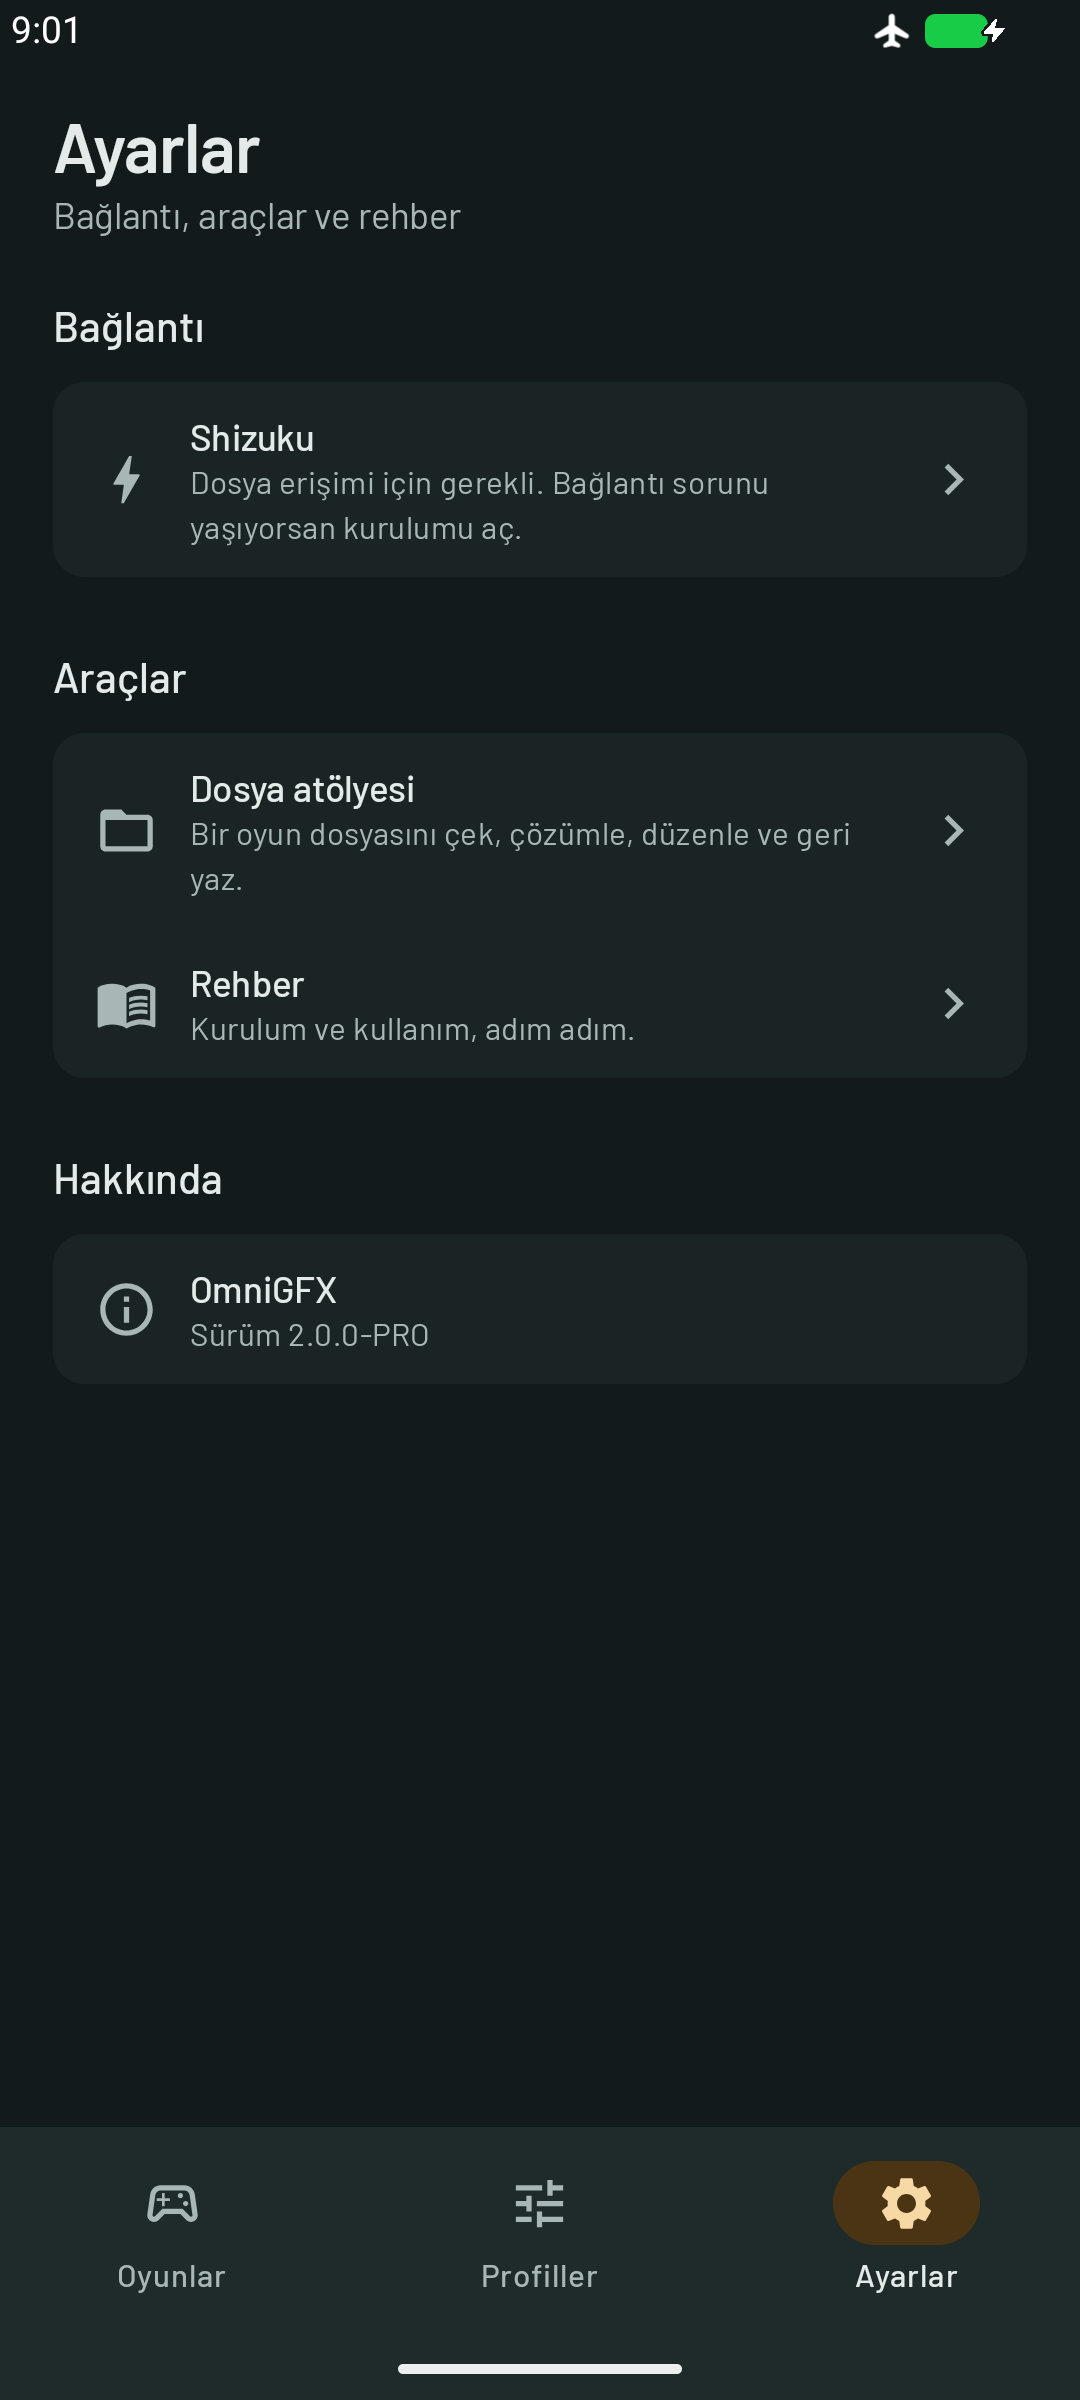 9:01
Ayarlar
Bağlantı, araçlar ve rehber
Bağlantı
Shizuku
Dosya erişimi için gerekli. Bağlantı sorunu
yaşıyorsan kurulumu aç.
Araçlar
Dosya atölyesi
Bir oyun dosyasını çek, çözümle, düzenle ve geri
yaz.
Rehber
Kurulum ve kullanım, adım adım.
Hakkında
OmniGFX
Sürüm 2.0.0-PRO
Oyunlar
Profiller
Ayarlar